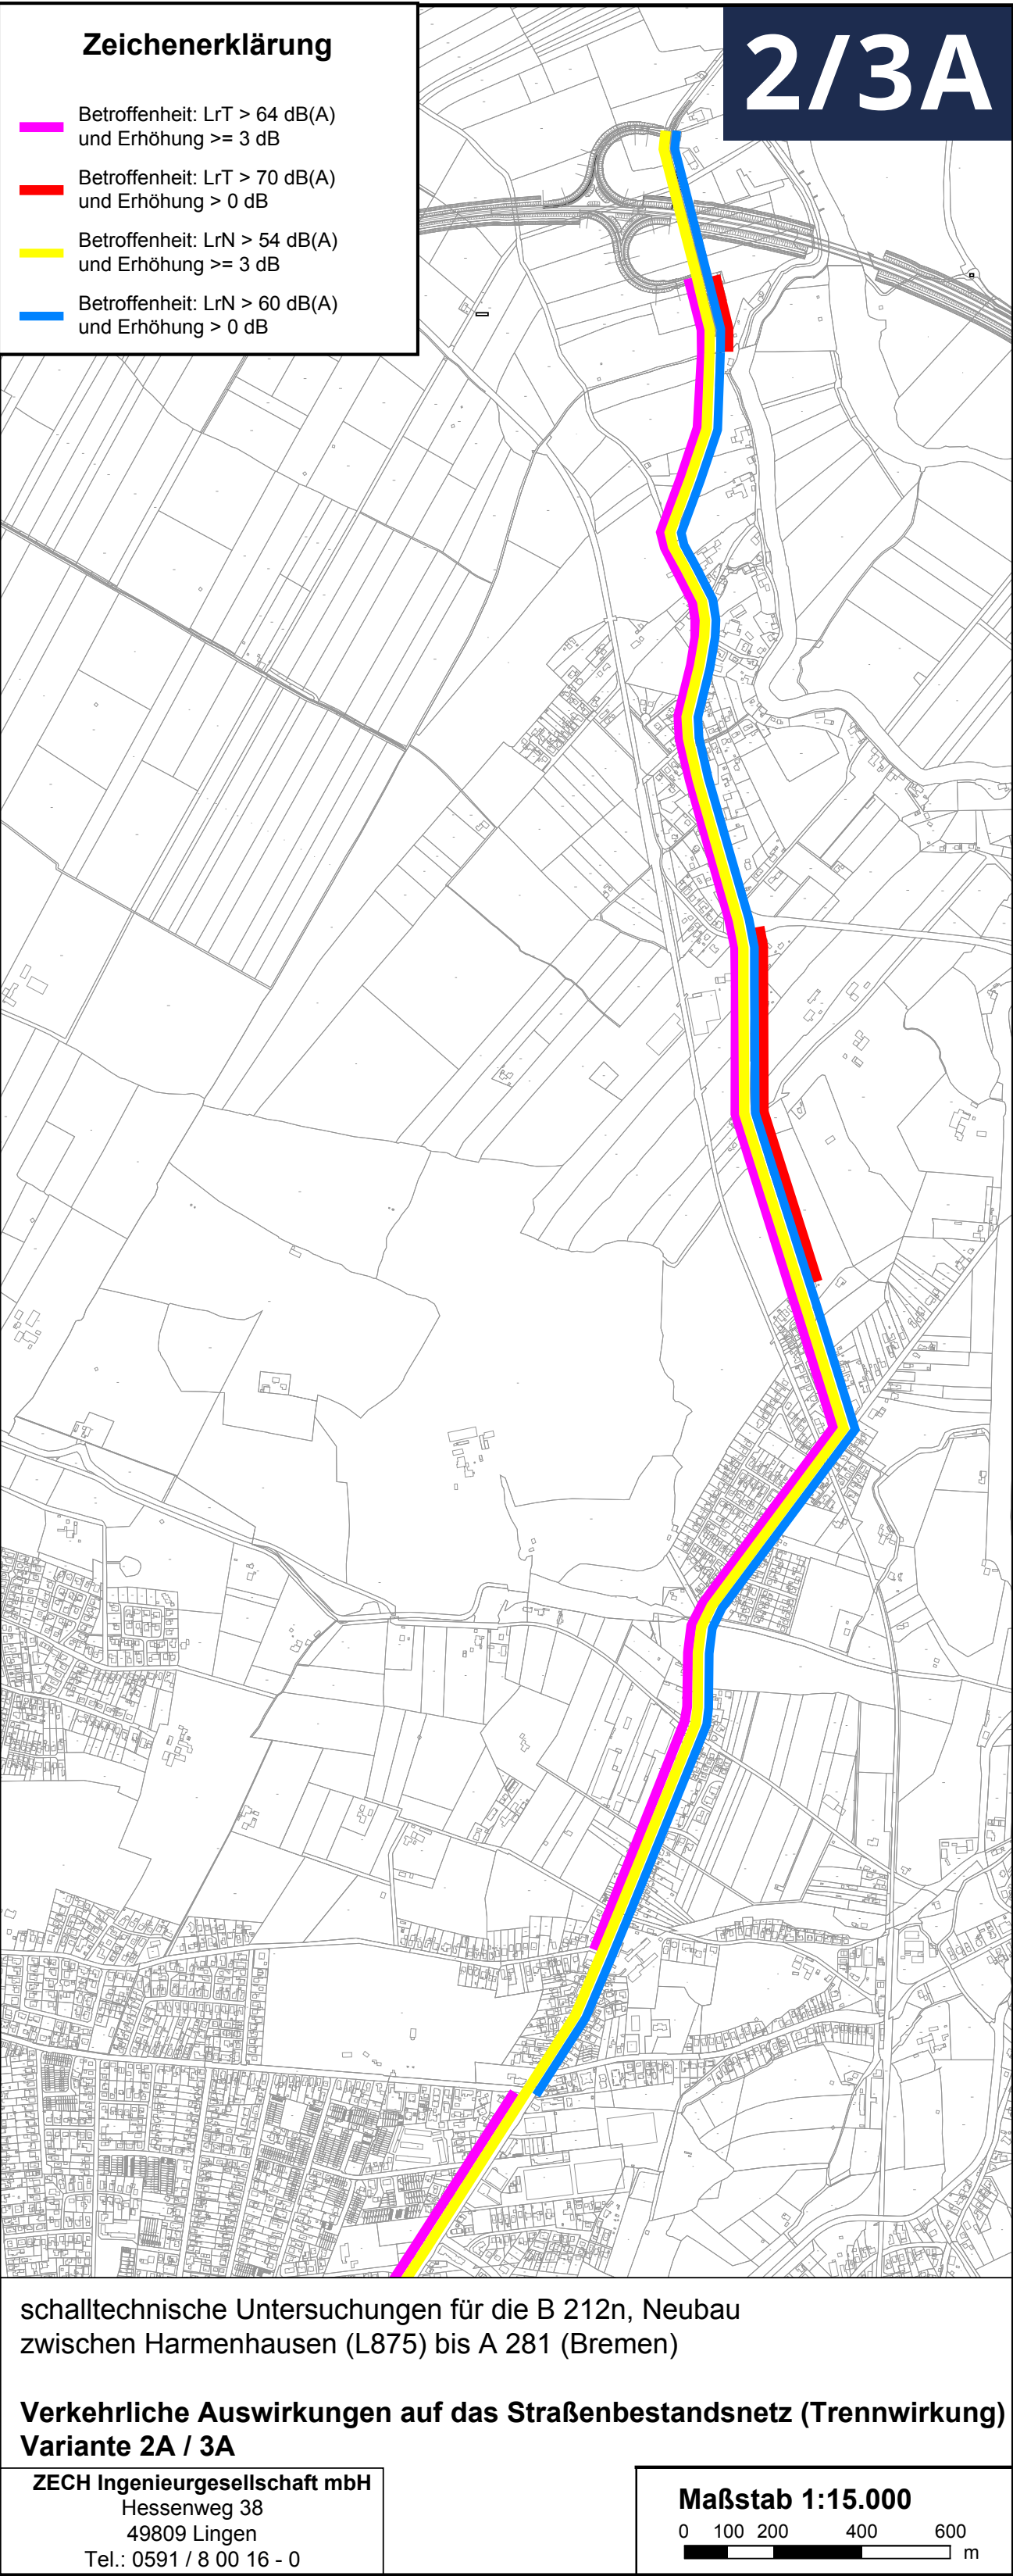 Zeichenerklärung
2/3A
Betroffenheit: LrT > 64 dB(A)
und Erhöhung >= 3 dB
Betroffenheit: LrT > 70 dB(A)
und Erhöhung > 0 dB
Betroffenheit: LrN > 54 dB(A)
und Erhöhung >= 3 dB
Betroffenheit: LrN > 60 dB(A)
und Erhöhung > 0 dB
schalltechnische Untersuchungen für die B 212n, Neubau
zwischen Harmenhausen (L875) bis A 281 (Bremen)
Verkehrliche Auswirkungen auf das Straßenbestandsnetz (Trennwirkung)
Variante 2A / 3A
ZECH Ingenieurgesellschaft mbH
Hessenweg 38
49809 Lingen
Tel.: 0591 / 8 00 16 - 0
Maßstab 1:15.000
0 100 200 400 600
m